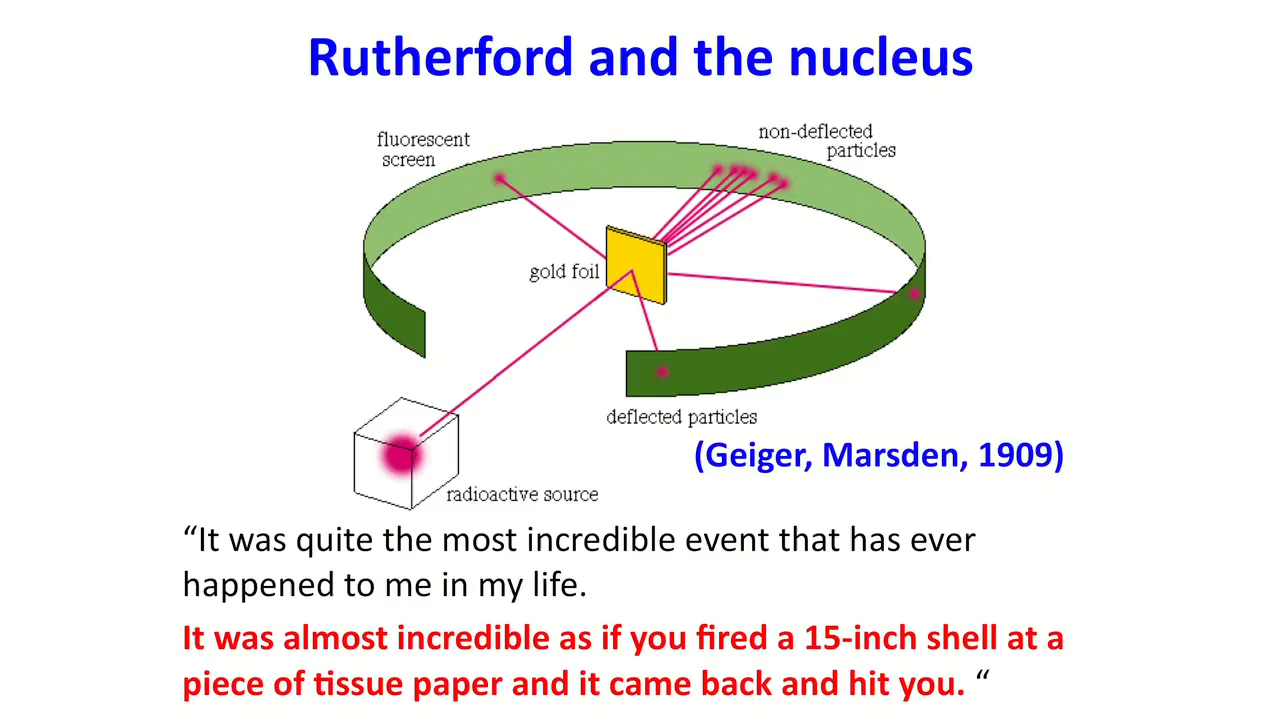 Rutherford and the nucleus
fluorescent
screen
non-deflected
particles
gold foil
deflected particles
(Geiger, Marsden, 1909)
radioactive source
“It was quite the most incredible event that has ever
happened to me in my life.
It was almost incredible as if you fired a 15-inch shell at a
piece of tissue paper and it came back and hit you. “